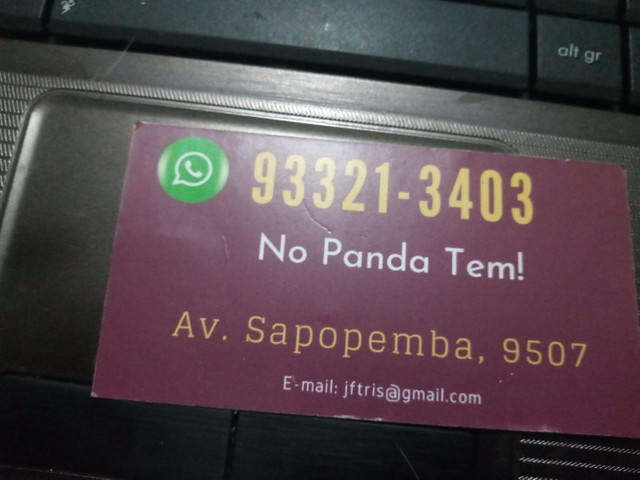 alt gr
93321-3403
No Panda Tem!
Av. Sapopemba, 9507
E-mail: jftris@gmail.com